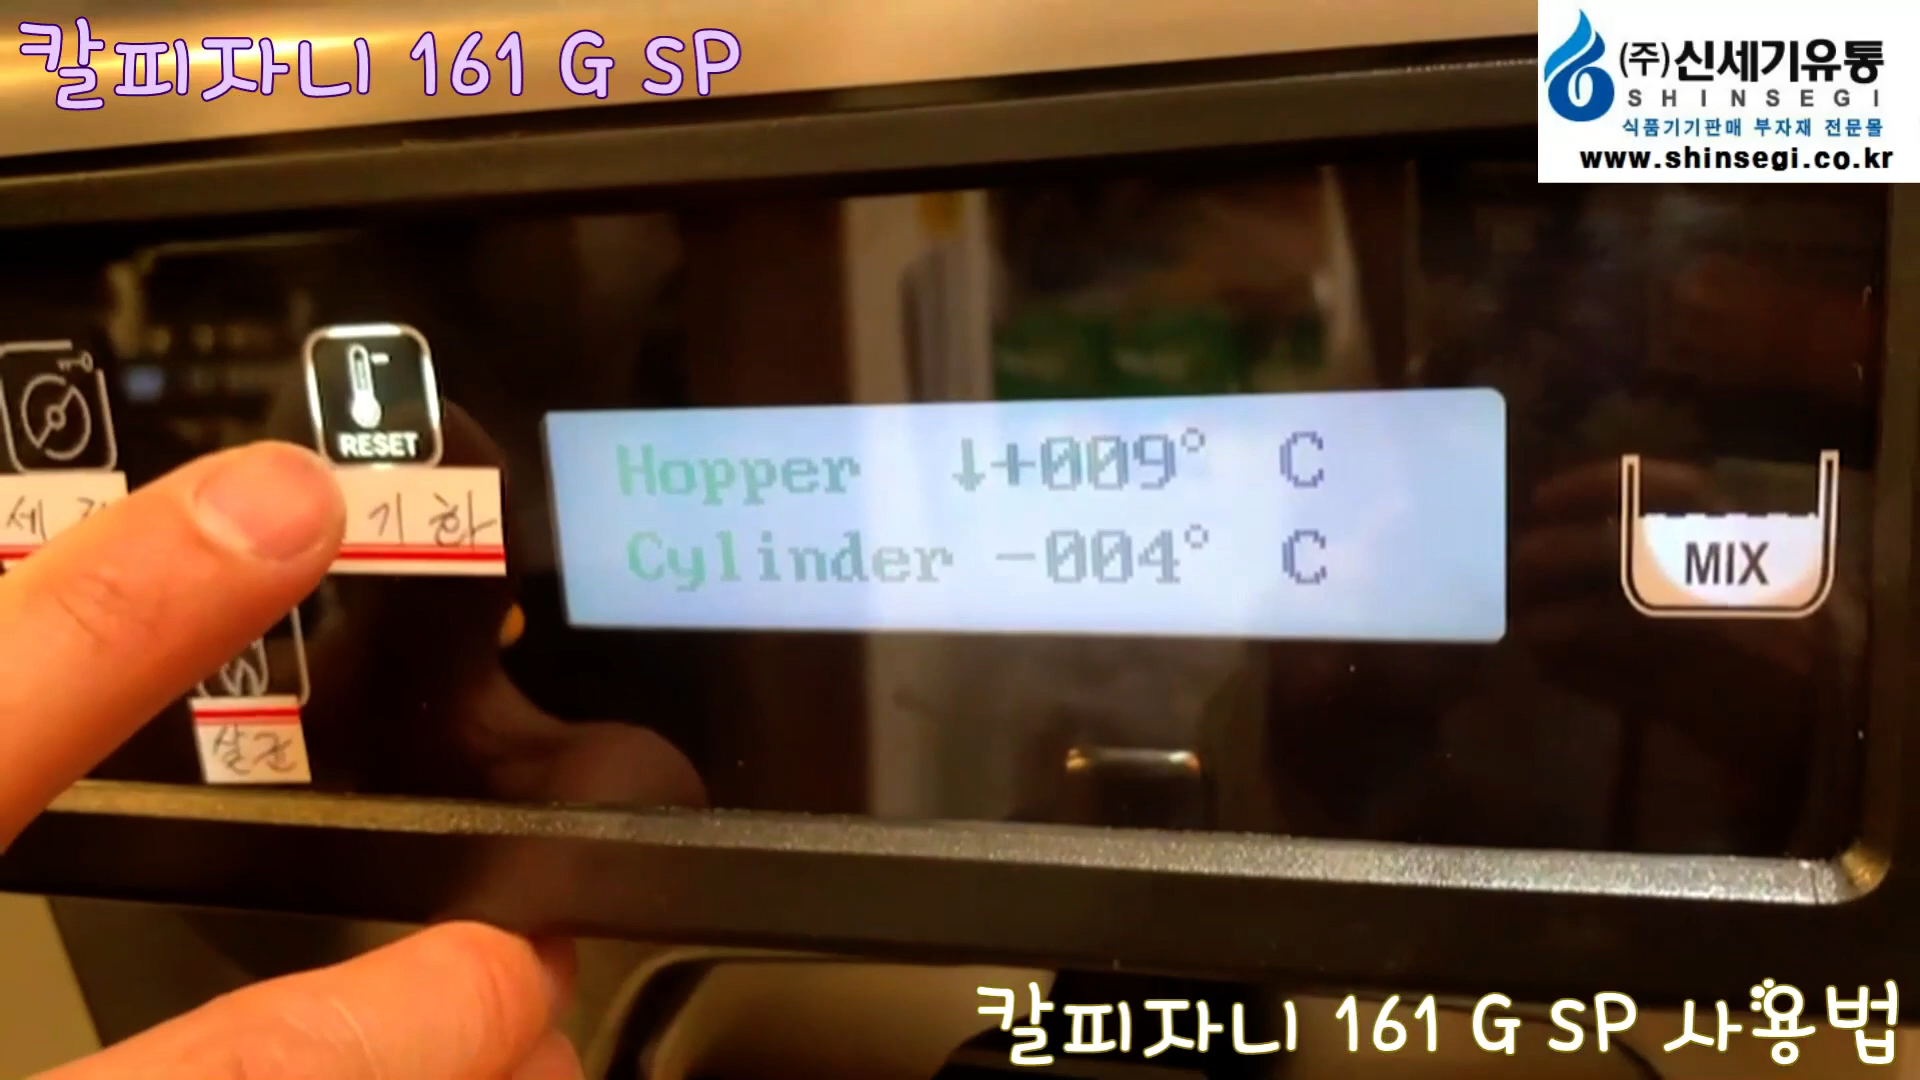 칼피자니 161 G SP
(주)신세기유통
SHINSEGI
식품기기판매 부자재 전문몰
www.shinsegi.co.kr
RESET
기화
Hopper ↓+009° C
Cylinder -004° C
MIX
살균
칼피자니 161 G SP 사용법